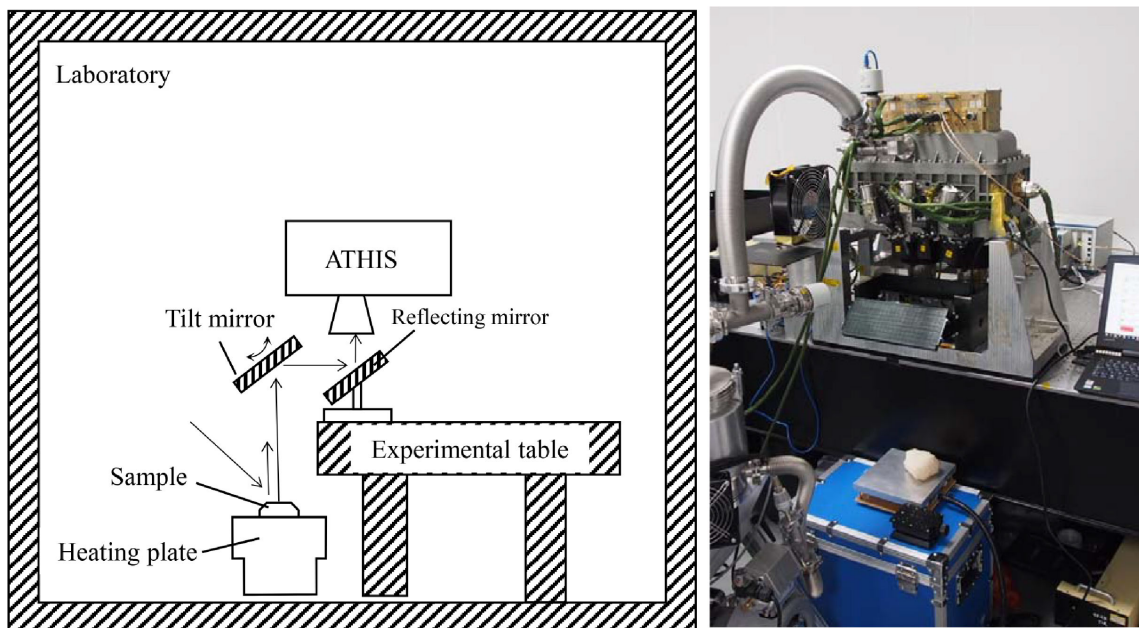 Laboratory
ATHIS
Tilt mirror
Reflecting mirror
Experimental table
Sample
Heating plate